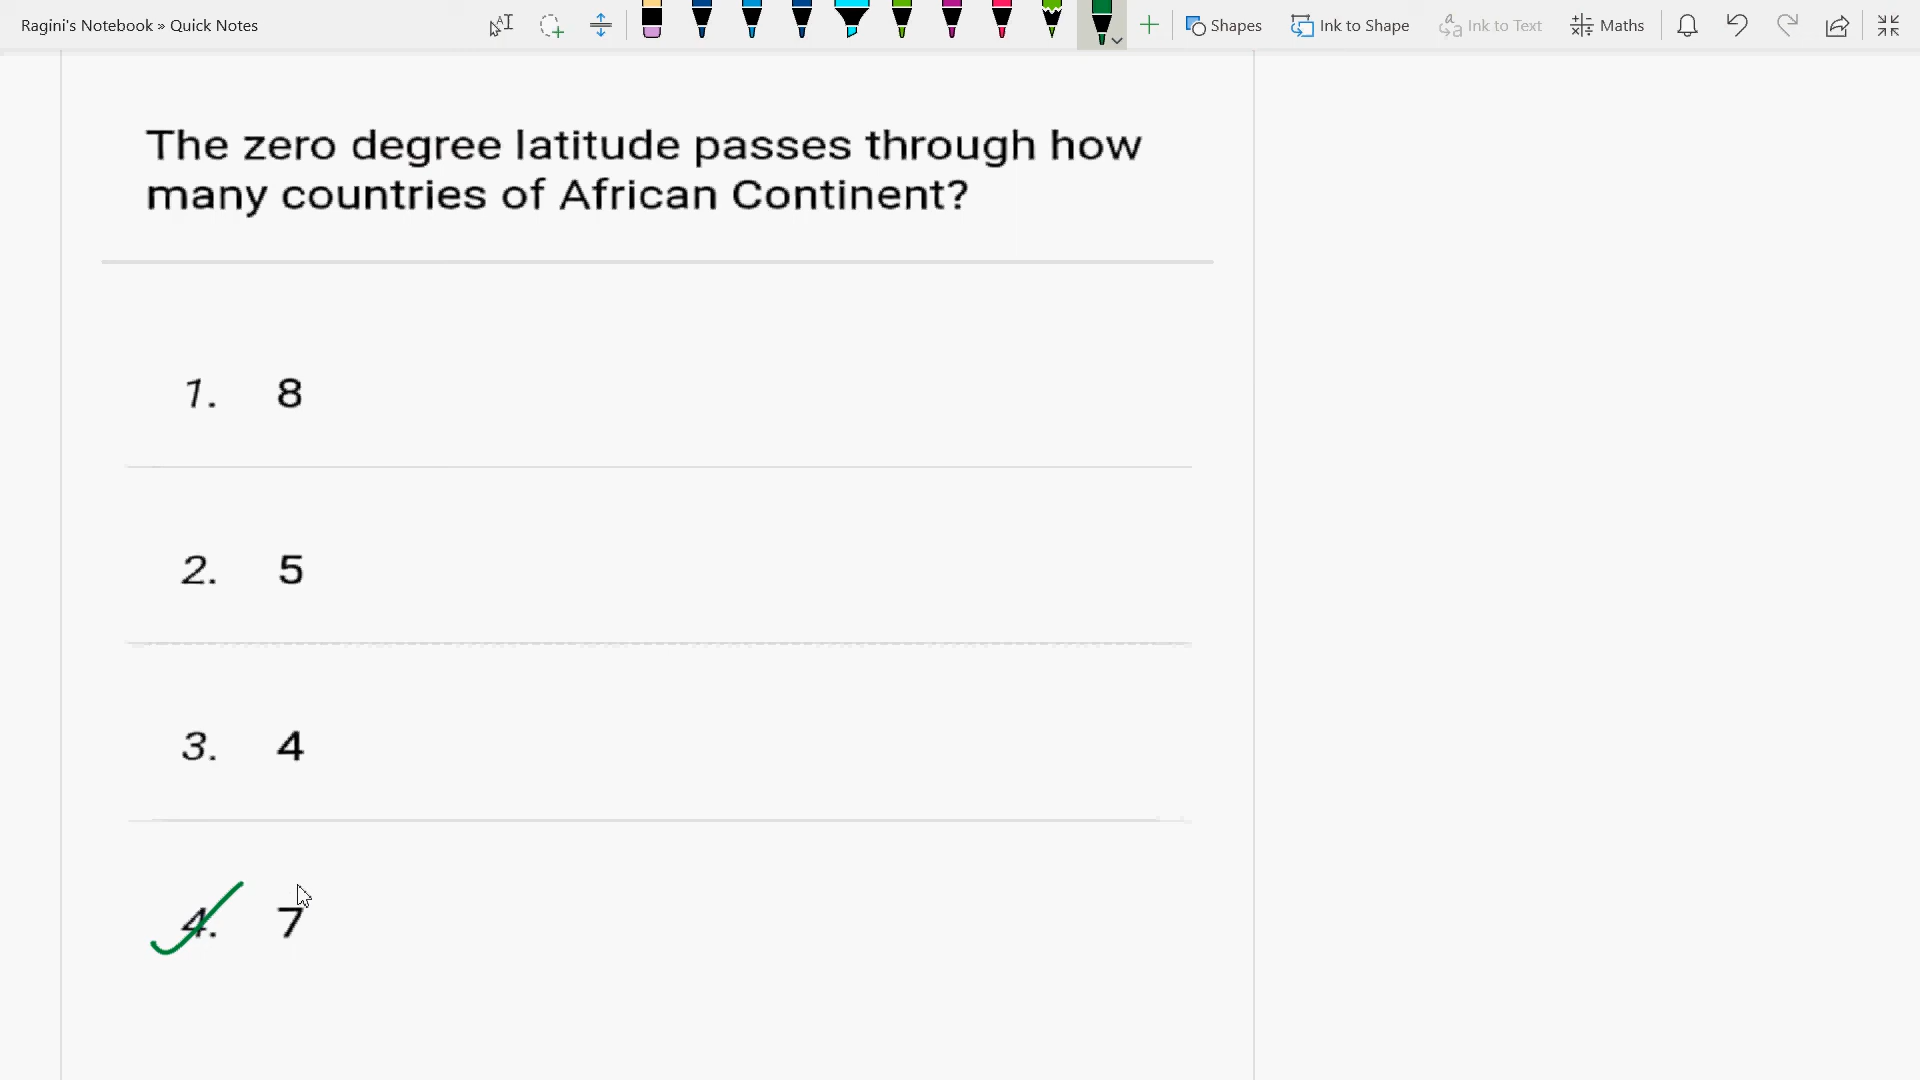 Ragini's Notebook » Quick Notes
Shapes
Ink to Shape
Ink to Text
Maths
The zero degree latitude passes through how
many countries of African Continent?
1. 8
2. 5
3. 4
4. 7